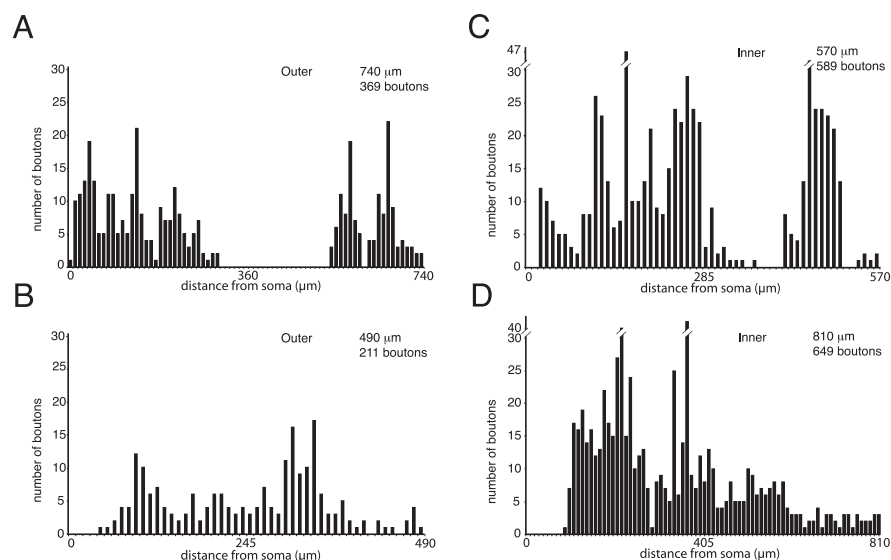 A
Outer
740 µm
369 boutons
number of boutons
30
25
20
15
10
5
0
0
360
740
distance from soma (µm)
B
Outer
490 µm
211 boutons
number of boutons
30
25
20
15
10
5
0
0
245
490
distance from soma (µm)
C
Inner
570 µm
589 boutons
number of boutons
47
30
25
20
15
10
5
0
0
285
570
distance from soma (µm)
D
Inner
810 µm
649 boutons
number of boutons
40
30
25
20
15
10
5
0
0
405
810
distance from soma (µm)